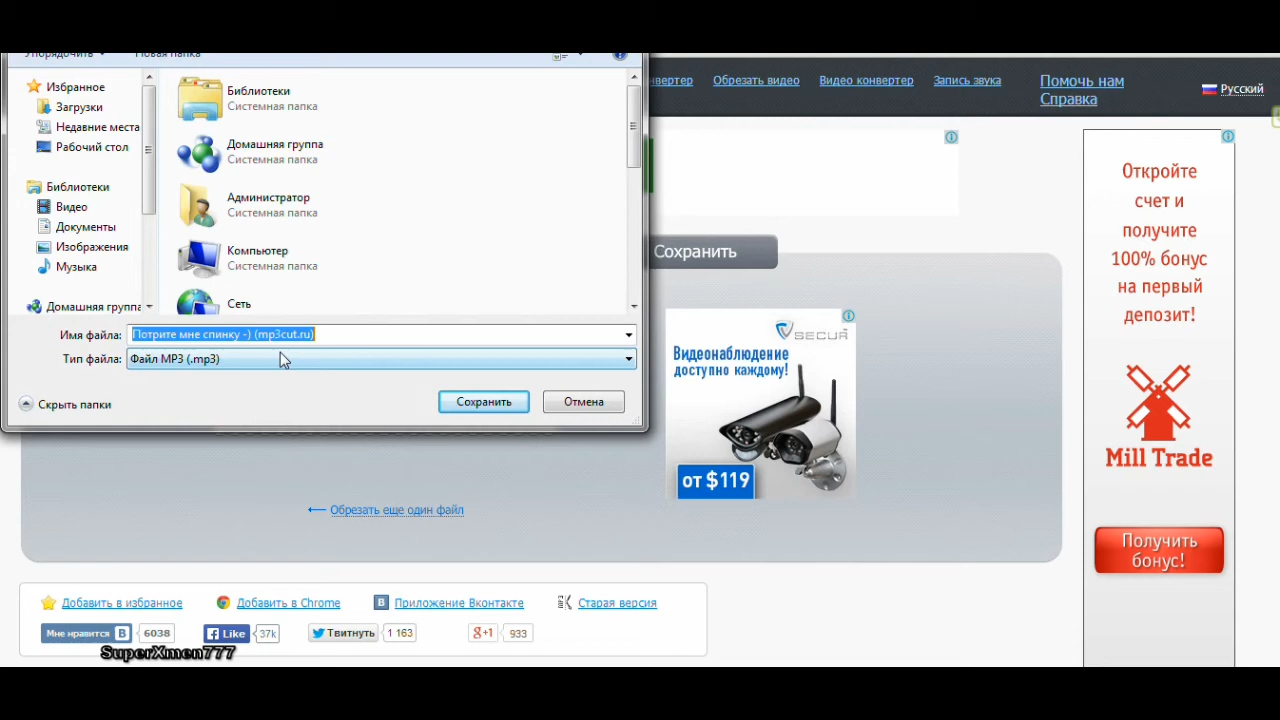 Упорядочить
Новая папка
Избранное
Загрузки
Недавние места
Рабочий стол
Библиотеки
Видео
Документы
Изображения
Музыка
Домашняя группа
Библиотеки
Системная папка
Домашняя группа
Системная папка
Администратор
Системная папка
Компьютер
Системная папка
Сеть
Имя файла: Потрите мне спинку -) (mp3cut.ru)
Тип файла: Файл MP3 (.mp3)
Скрыть папки
Сохранить
Отмена
нвертер
Обрезать видео
Видео конвертер
Запись звука
Помочь нам
Справка
Русский
Сохранить
SECUR
Видеонаблюдение
доступно каждому!
от $119
← Обрезать еще один файл
Откройте
счет и
получите
100% бонус
на первый
депозит!
Mill Trade
Получить
бонус!
Добавить в избранное
Добавить в Chrome
Приложение Вконтакте
Старая версия
Мне нравится B 6038
Like 37k
Твитнуть 1 163
g+1 933
SuperXmen777